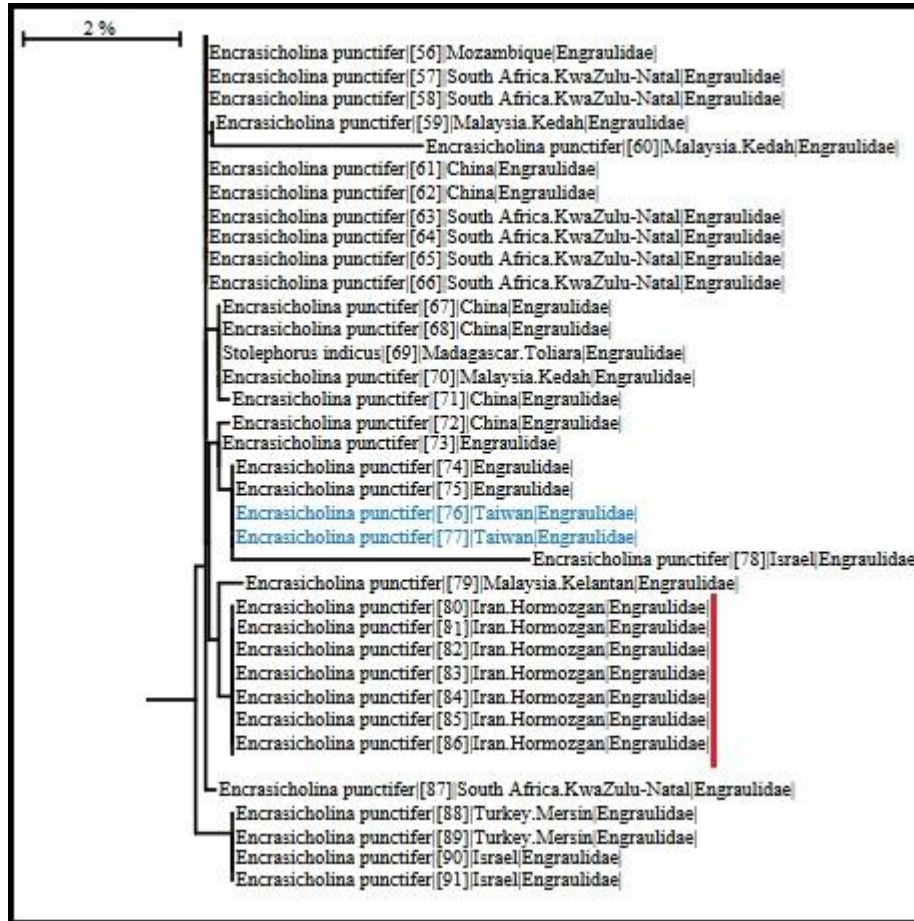 2 %
Encrasicholina punctifer|[56]|Mozambique|Engraulidae|
Encrasicholina punctifer|[57]|South Africa.KwaZulu-Natal|Engraulidae|
Encrasicholina punctifer|[58]|South Africa.KwaZulu-Natal|Engraulidae|
Encrasicholina punctifer|[59]|Malaysia.Kedah|Engraulidae|
Encrasicholina punctifer|[60]|Malaysia.Kedah|Engraulidae|
Encrasicholina punctifer|[61]|China|Engraulidae|
Encrasicholina punctifer|[62]|China|Engraulidae|
Encrasicholina punctifer|[63]|South Africa.KwaZulu-Natal|Engraulidae|
Encrasicholina punctifer|[64]|South Africa.KwaZulu-Natal|Engraulidae|
Encrasicholina punctifer|[65]|South Africa.KwaZulu-Natal|Engraulidae|
Encrasicholina punctifer|[66]|South Africa.KwaZulu-Natal|Engraulidae|
Encrasicholina punctifer|[67]|China|Engraulidae|
Encrasicholina punctifer|[68]|China|Engraulidae|
Stolephorus indicus|[69]|Madagascar.Toliara|Engraulidae|
Encrasicholina punctifer|[70]|Malaysia.Kedah|Engraulidae|
Encrasicholina punctifer|[71]|China|Engraulidae|
Encrasicholina punctifer|[72]|China|Engraulidae|
Encrasicholina punctifer|[73]|Engraulidae|
Encrasicholina punctifer|[74]|Engraulidae|
Encrasicholina punctifer|[75]|Engraulidae|
Encrasicholina punctifer|[76]|Taiwan|Engraulidae|
Encrasicholina punctifer|[77]|Taiwan|Engraulidae|
Encrasicholina punctifer|[78]|Israel|Engraulidae
Encrasicholina punctifer|[79]|Malaysia.Kelantan|Engraulidae|
Encrasicholina punctifer|[80]|Iran.Hormozgan|Engraulidae|
Encrasicholina punctifer|[81]|Iran.Hormozgan|Engraulidae|
Encrasicholina punctifer|[82]|Iran.Hormozgan|Engraulidae|
Encrasicholina punctifer|[83]|Iran.Hormozgan|Engraulidae|
Encrasicholina punctifer|[84]|Iran.Hormozgan|Engraulidae|
Encrasicholina punctifer|[85]|Iran.Hormozgan|Engraulidae|
Encrasicholina punctifer|[86]|Iran.Hormozgan|Engraulidae|
Encrasicholina punctifer|[87]|South Africa.KwaZulu-Natal|Engraulidae|
Encrasicholina punctifer|[88]|Turkey.Mersin|Engraulidae|
Encrasicholina punctifer|[89]|Turkey.Mersin|Engraulidae|
Encrasicholina punctifer|[90]|Israel|Engraulidae|
Encrasicholina punctifer|[91]|Israel|Engraulidae|